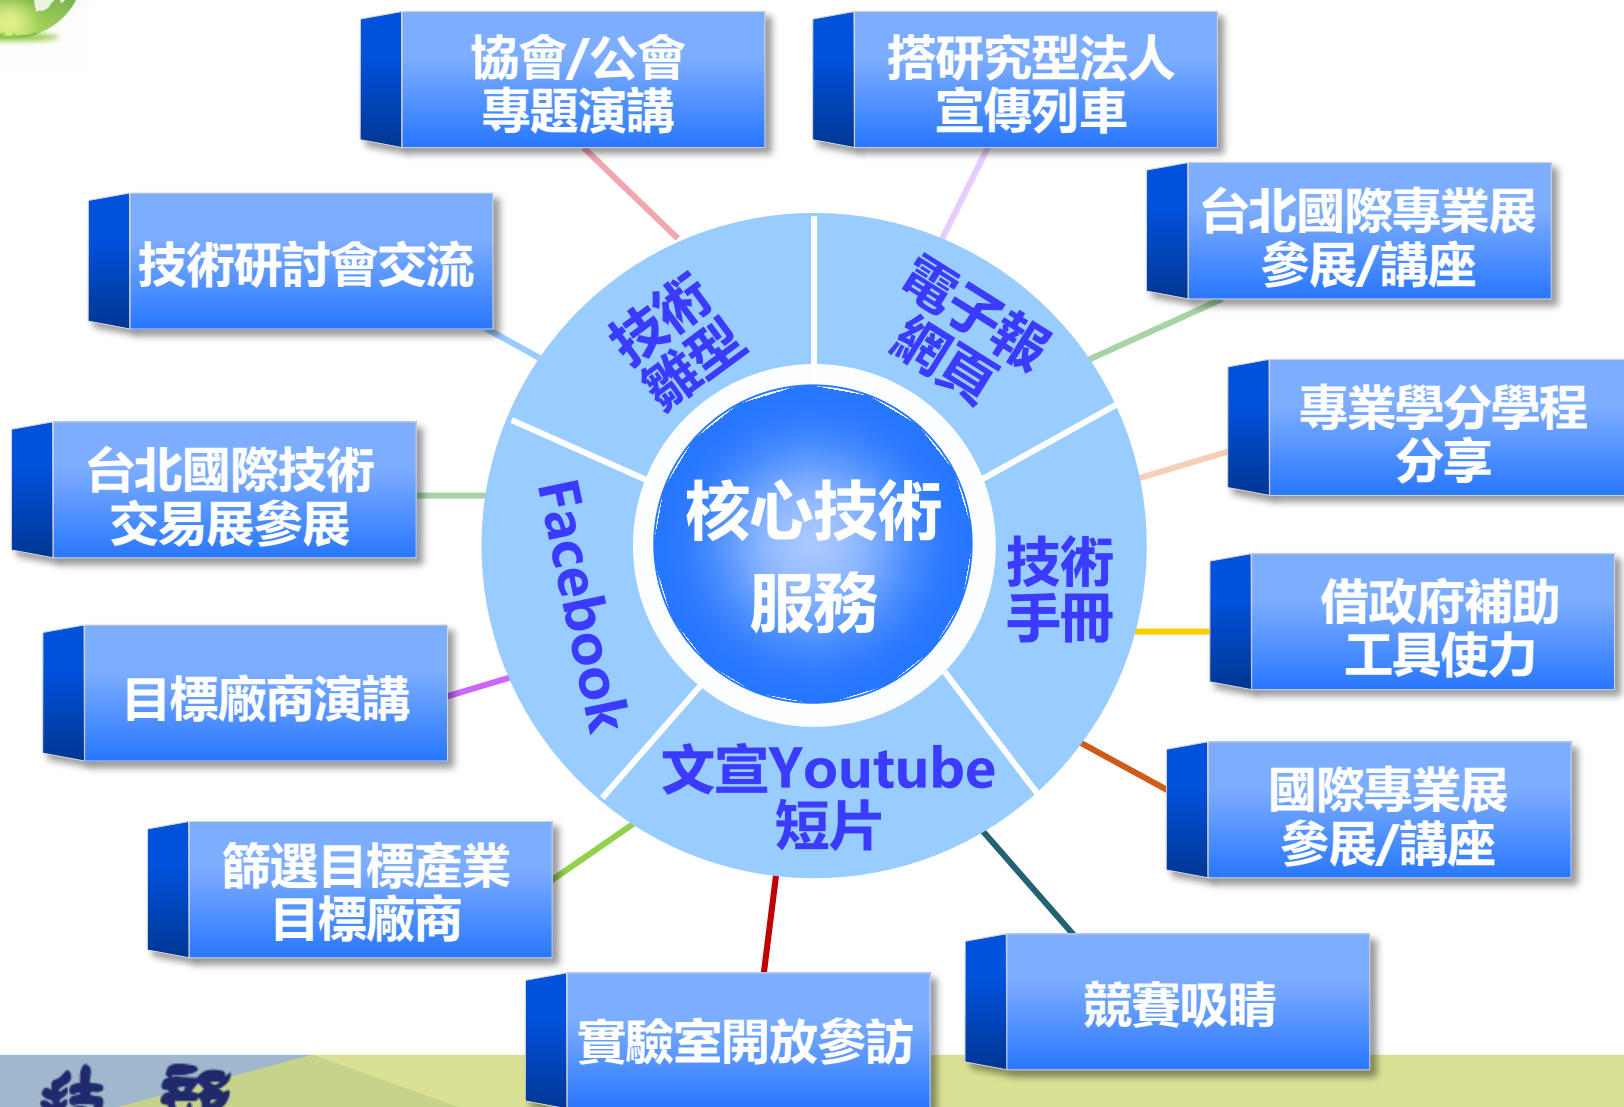 協會/公會
專題演講
搭研究型法人
宣傳列車
技術研討會交流
台北國際專業展
參展/講座
技術
雛型
電子報
網頁
專業學分學程
分享
台北國際技術
交易展參展
Facebook
核心技術
服務
技術
手冊
借政府補助
工具使力
目標廠商演講
文宣Youtube
短片
國際專業展
參展/講座
篩選目標產業
目標廠商
競賽吸睛
實驗室開放參訪